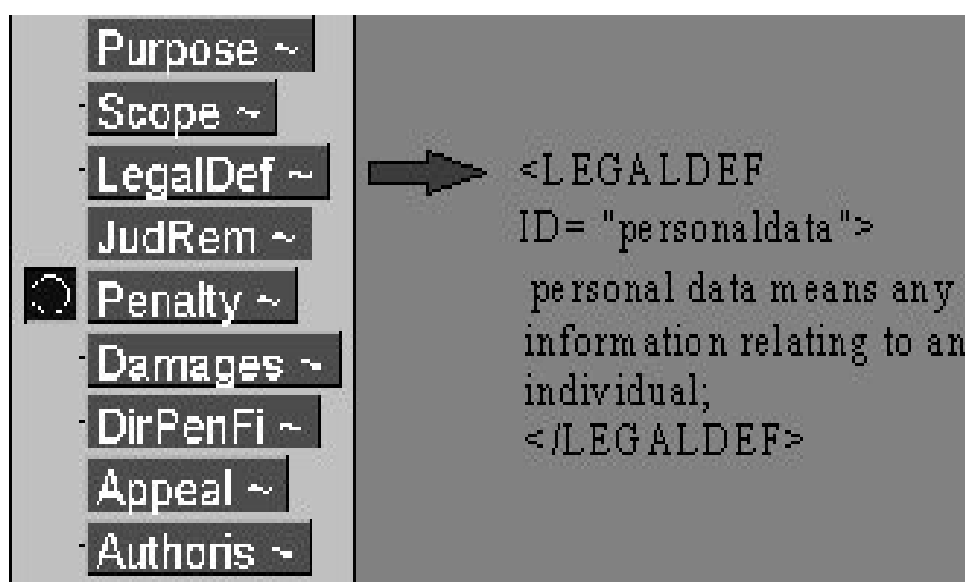 Purpose ~
Scope ~
LegalDef ~
JudRem ~
Penalty ~
Damages ~
DirPenFi ~
Appeal ~
Authoris ~
<LEGALDEF
ID= "personaldata">
personal data means any
information relating to an
individual;
</LEGALDEF>